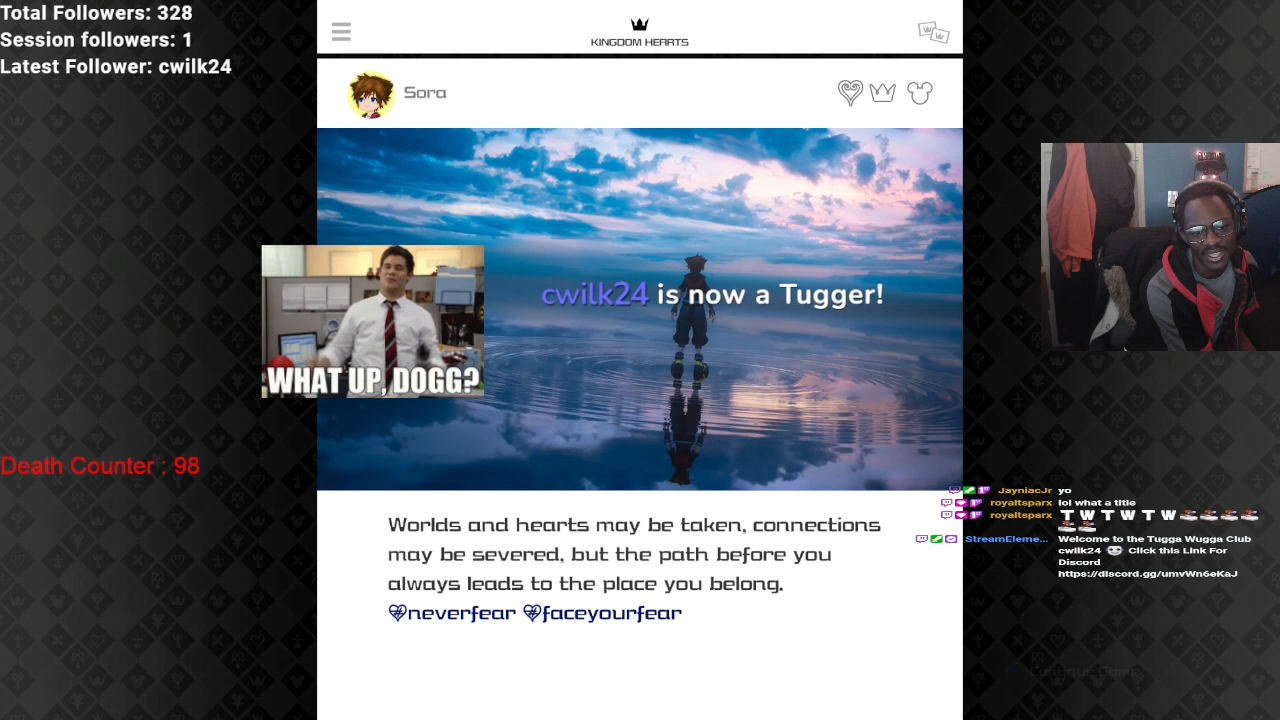 Total Followers: 328
Session followers: 1
Latest Follower: cwilk24
KINGDOM HEARTS
Sora
cwilk24 is now a Tugger!
WHAT UP, DOGG?
Death Counter : 98
Worlds and hearts may be taken, connections
may be severed, but the path before you
always leads to the place you belong.
#neverfear #faceyourfear
JayniacJr yo
royaltsparx lol what a title
royaltsparx T W T W T W
StreamEleme... Welcome to the Tugga Wugga Club
cwilk24 Click this Link For
Discord
https://discord.gg/umvWn6eKaJ
Continue Game